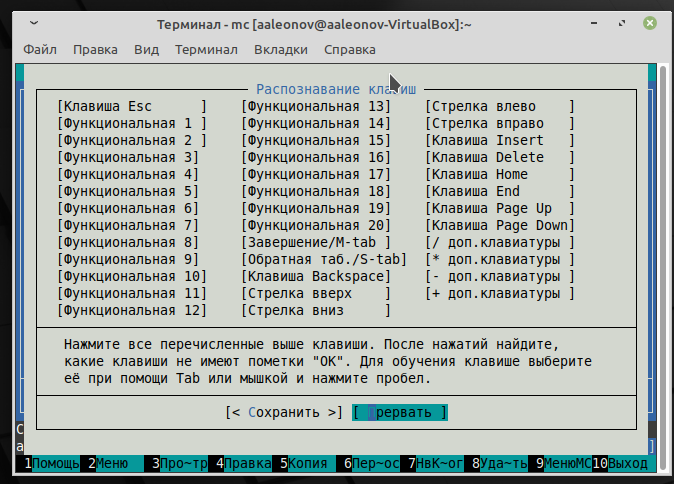 Терминал - mc [aaleonov@aaleonov-VirtualBox]:~
Файл Правка Вид Терминал Вкладки Справка
Распознавание клавиш
[Клавиша Esc ] [Функциональная 13] [Стрелка влево ]
[Функциональная 1 ] [Функциональная 14] [Стрелка вправо ]
[Функциональная 2 ] [Функциональная 15] [Клавиша Insert ]
[Функциональная 3] [Функциональная 16] [Клавиша Delete ]
[Функциональная 4] [Функциональная 17] [Клавиша Home ]
[Функциональная 5] [Функциональная 18] [Клавиша End ]
[Функциональная 6] [Функциональная 19] [Клавиша Page Up ]
[Функциональная 7] [Функциональная 20] [Клавиша Page Down]
[Функциональная 8] [Завершение/M-tab ] [/ доп.клавиатуры ]
[Функциональная 9] [Обратная таб./S-tab] [* доп.клавиатуры ]
[Функциональная 10] [Клавиша Backspace] [- доп.клавиатуры ]
[Функциональная 11] [Стрелка вверх ] [+ доп.клавиатуры ]
[Функциональная 12] [Стрелка вниз ]
Нажмите все перечисленные выше клавиши. После нажатий найдите,
какие клавиши не имеют пометки "OK". Для обучения клавише выберите
её при помощи Tab или мышкой и нажмите пробел.
[< Сохранить >] [ Прервать ]
С
a ]
1Помощь 2Меню 3Про~тр 4Правка 5Копия 6Пер~ос 7НвК~ог 8Уда~ть 9МенюMC 10Выход